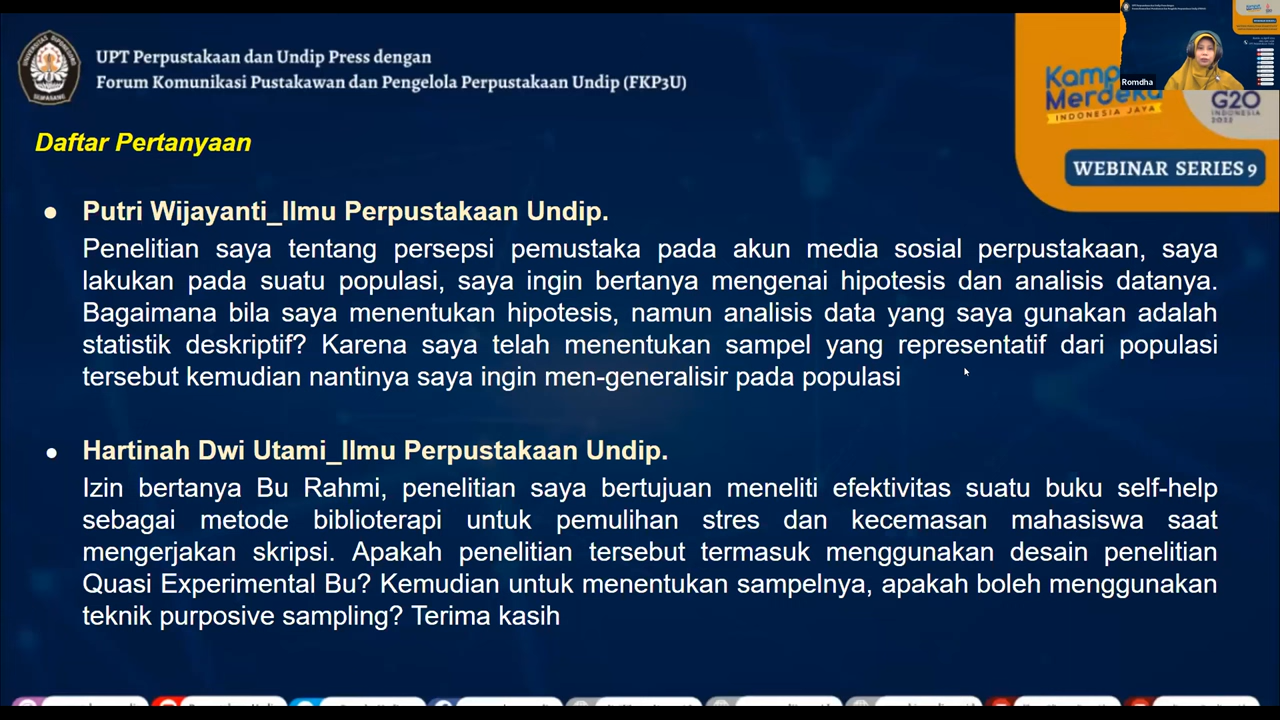 UPT Perpustakaan dan Undip Press dengan
Forum Komunikasi Pustakawan dan Pengelola Perpustakaan Undip (FKP3U)
Romdha
Merdeka
INDONESIA JAYA
G20
INDONESIA
2022
WEBINAR SERIES 9
Daftar Pertanyaan
Putri Wijayanti_Ilmu Perpustakaan Undip.
Penelitian saya tentang persepsi pemustaka pada akun media sosial perpustakaan, saya
lakukan pada suatu populasi, saya ingin bertanya mengenai hipotesis dan analisis datanya.
Bagaimana bila saya menentukan hipotesis, namun analisis data yang saya gunakan adalah
statistik deskriptif? Karena saya telah menentukan sampel yang representatif dari populasi
tersebut kemudian nantinya saya ingin men-generalisir pada populasi
Hartinah Dwi Utami_Ilmu Perpustakaan Undip.
Izin bertanya Bu Rahmi, penelitian saya bertujuan meneliti efektivitas suatu buku self-help
sebagai metode biblioterapi untuk pemulihan stres dan kecemasan mahasiswa saat
mengerjakan skripsi. Apakah penelitian tersebut termasuk menggunakan desain penelitian
Quasi Experimental Bu? Kemudian untuk menentukan sampelnya, apakah boleh menggunakan
teknik purposive sampling? Terima kasih